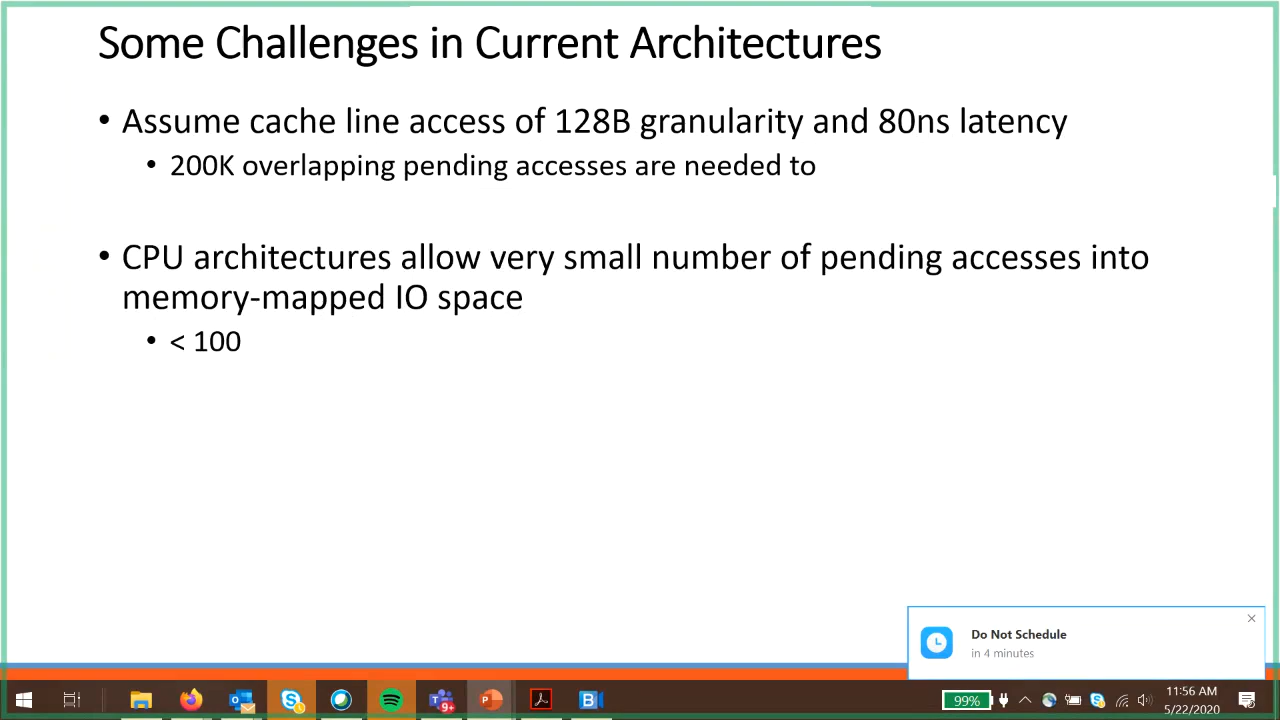 Some Challenges in Current Architectures
• Assume cache line access of 128B granularity and 80ns latency
• 200K overlapping pending accesses are needed to
• CPU architectures allow very small number of pending accesses into
memory-mapped IO space
• < 100
Do Not Schedule
in 4 minutes
9+
99%
11:56 AM
5/22/2020